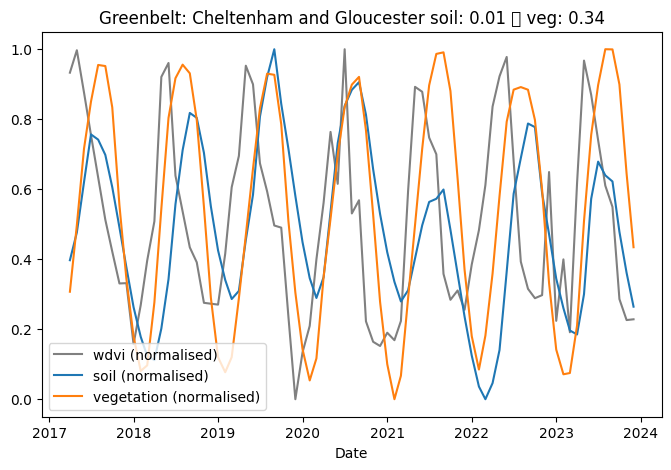 Greenbelt: Cheltenham and Gloucester soil: 0.01 ▯ veg: 0.34
1.0
0.8
0.6
0.4
0.2
0.0
wdvi (normalised)
soil (normalised)
vegetation (normalised)
2017 2018 2019 2020 2021 2022 2023 2024
Date